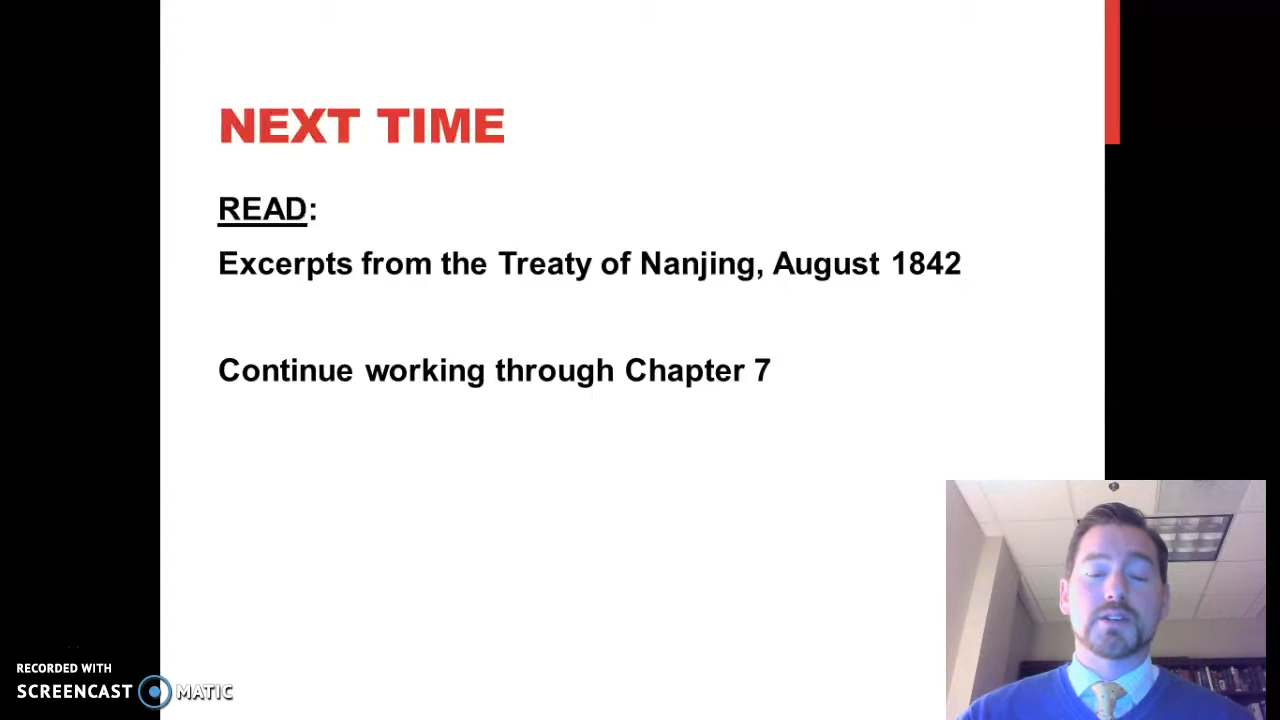 NEXT TIME
READ:
Excerpts from the Treaty of Nanjing, August 1842
Continue working through Chapter 7
RECORDED WITH
SCREENCAST MATIC